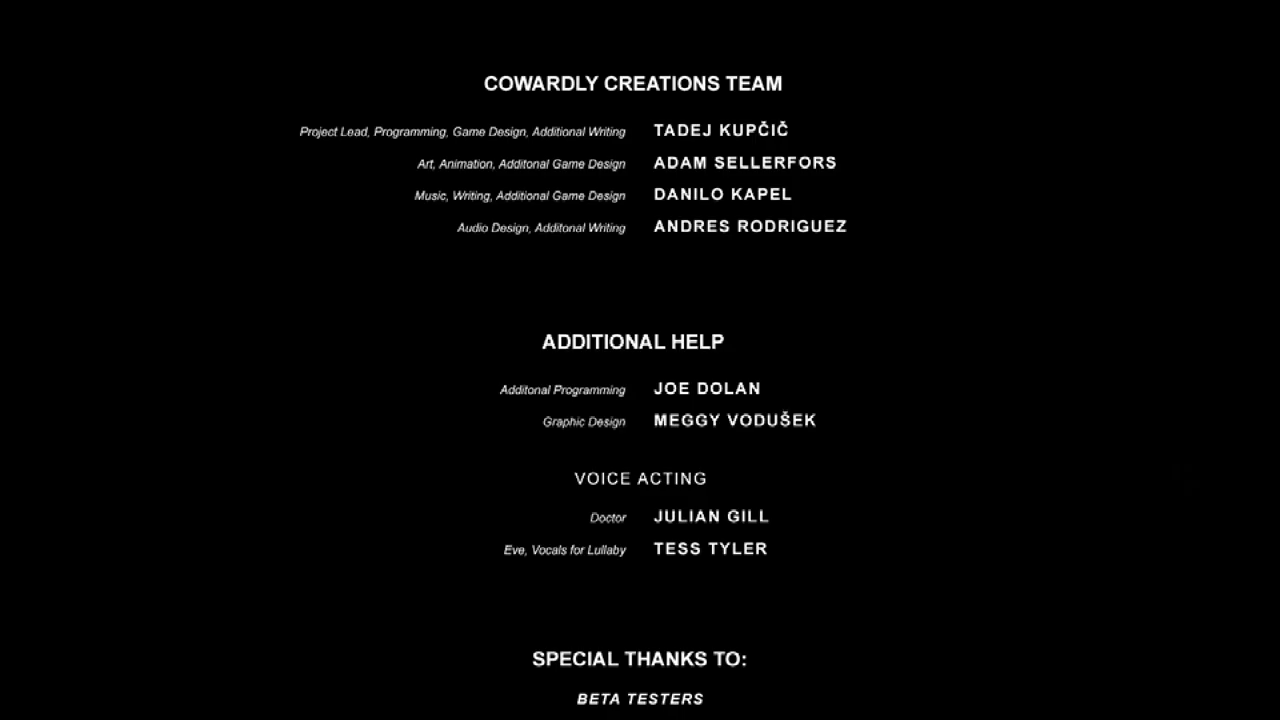 COWARDLY CREATIONS TEAM
Project Lead, Programming, Game Design, Additional Writing TADEJ KUPČIČ
Art, Animation, Additonal Game Design ADAM SELLERFORS
Music, Writing, Additional Game Design DANILO KAPEL
Audio Design, Additonal Writing ANDRES RODRIGUEZ
ADDITIONAL HELP
Additonal Programming JOE DOLAN
Graphic Design MEGGY VODUŠEK
VOICE ACTING
Doctor JULIAN GILL
Eve, Vocals for Lullaby TESS TYLER
SPECIAL THANKS TO:
BETA TESTERS